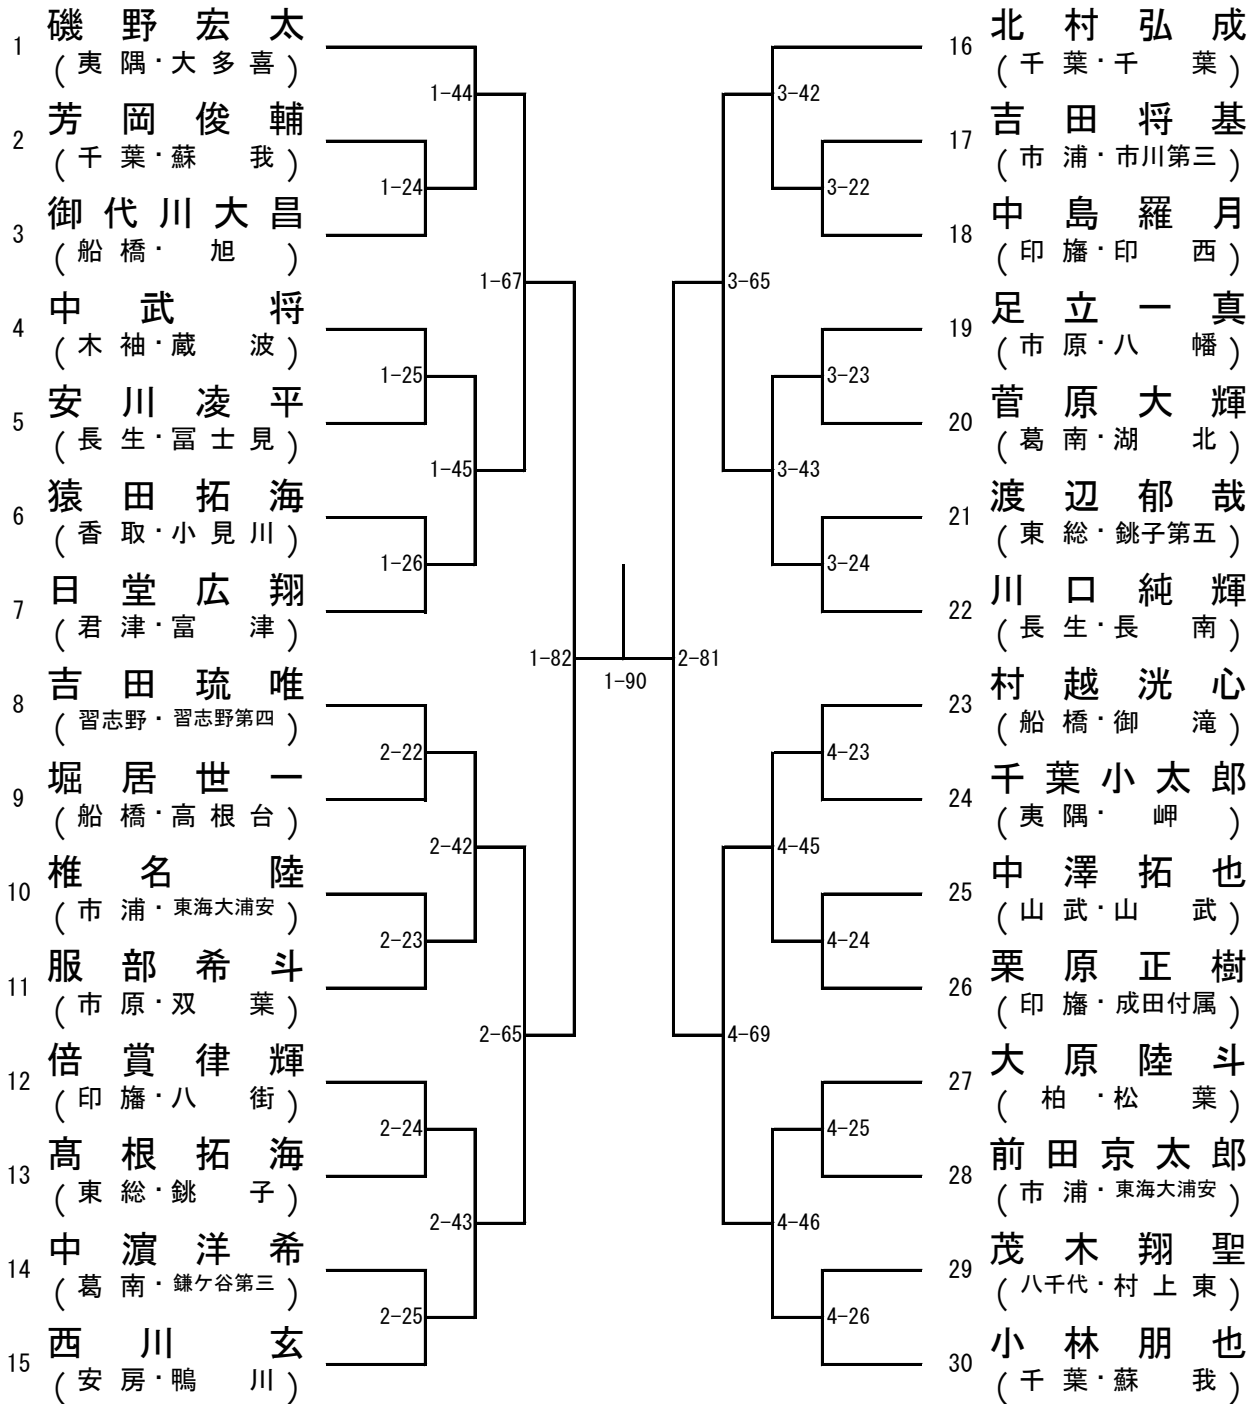 1 磯野宏太
(夷隅・大多喜)
2 芳岡俊輔
(千葉・蘇我)
3 御代川大昌
(船橋・旭)
4 中武将
(木袖・蔵波)
5 安川凌平
(長生・冨士見)
6 猿田拓海
(香取・小見川)
7 日堂広翔
(君津・富津)
8 吉田琉唯
(習志野・習志野第四)
9 堀居世一
(船橋・高根台)
10 椎名陸
(市浦・東海大浦安)
11 服部希斗
(市原・双葉)
12 倍賞律輝
(印旛・八街)
13 髙根拓海
(東総・銚子)
14 中濵洋希
(葛南・鎌ケ谷第三)
15 西川玄
(安房・鴨川)
1-44
1-24
1-67
1-25
1-45
1-26
1-82
2-22
2-42
2-23
2-65
2-24
2-43
2-25
1-90
2-81
3-42
3-22
3-65
3-23
3-43
3-24
4-23
4-45
4-24
4-69
4-25
4-46
4-26
16 北村弘成
(千葉・千葉)
17 吉田将基
(市浦・市川第三)
18 中島羅月
(印旛・印西)
19 足立一真
(市原・八幡)
20 菅原大輝
(葛南・湖北)
21 渡辺郁哉
(東総・銚子第五)
22 川口純輝
(長生・長南)
23 村越洸心
(船橋・御滝)
24 千葉小太郎
(夷隅・岬)
25 中澤拓也
(山武・山武)
26 栗原正樹
(印旛・成田付属)
27 大原陸斗
(柏・松葉)
28 前田京太郎
(市浦・東海大浦安)
29 茂木翔聖
(八千代・村上東)
30 小林朋也
(千葉・蘇我)